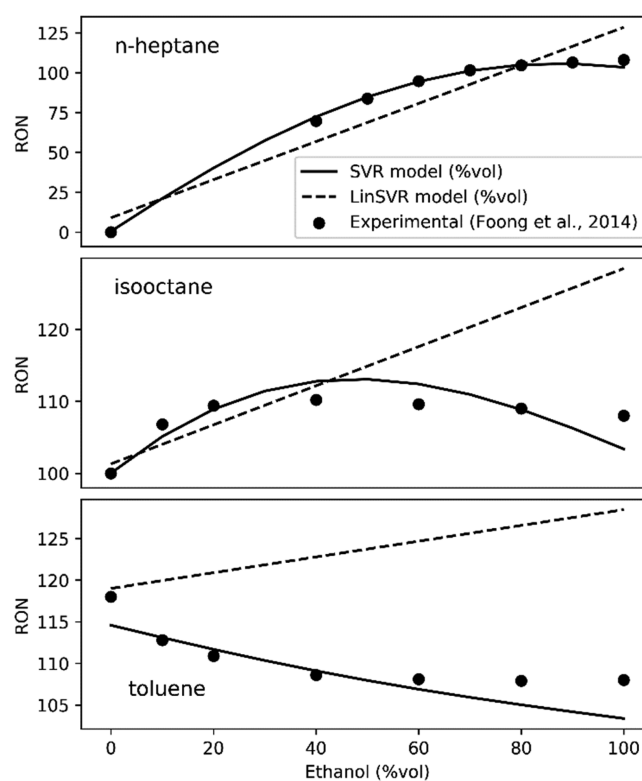 125
n-heptane
100
75
RON
50
25
0
SVR model (%vol)
LinSVR model (%vol)
Experimental (Foong et al., 2014)
isooctane
120
RON
110
100
125
120
RON
115
110
105
toluene
0
20
40
60
80
100
Ethanol (%vol)